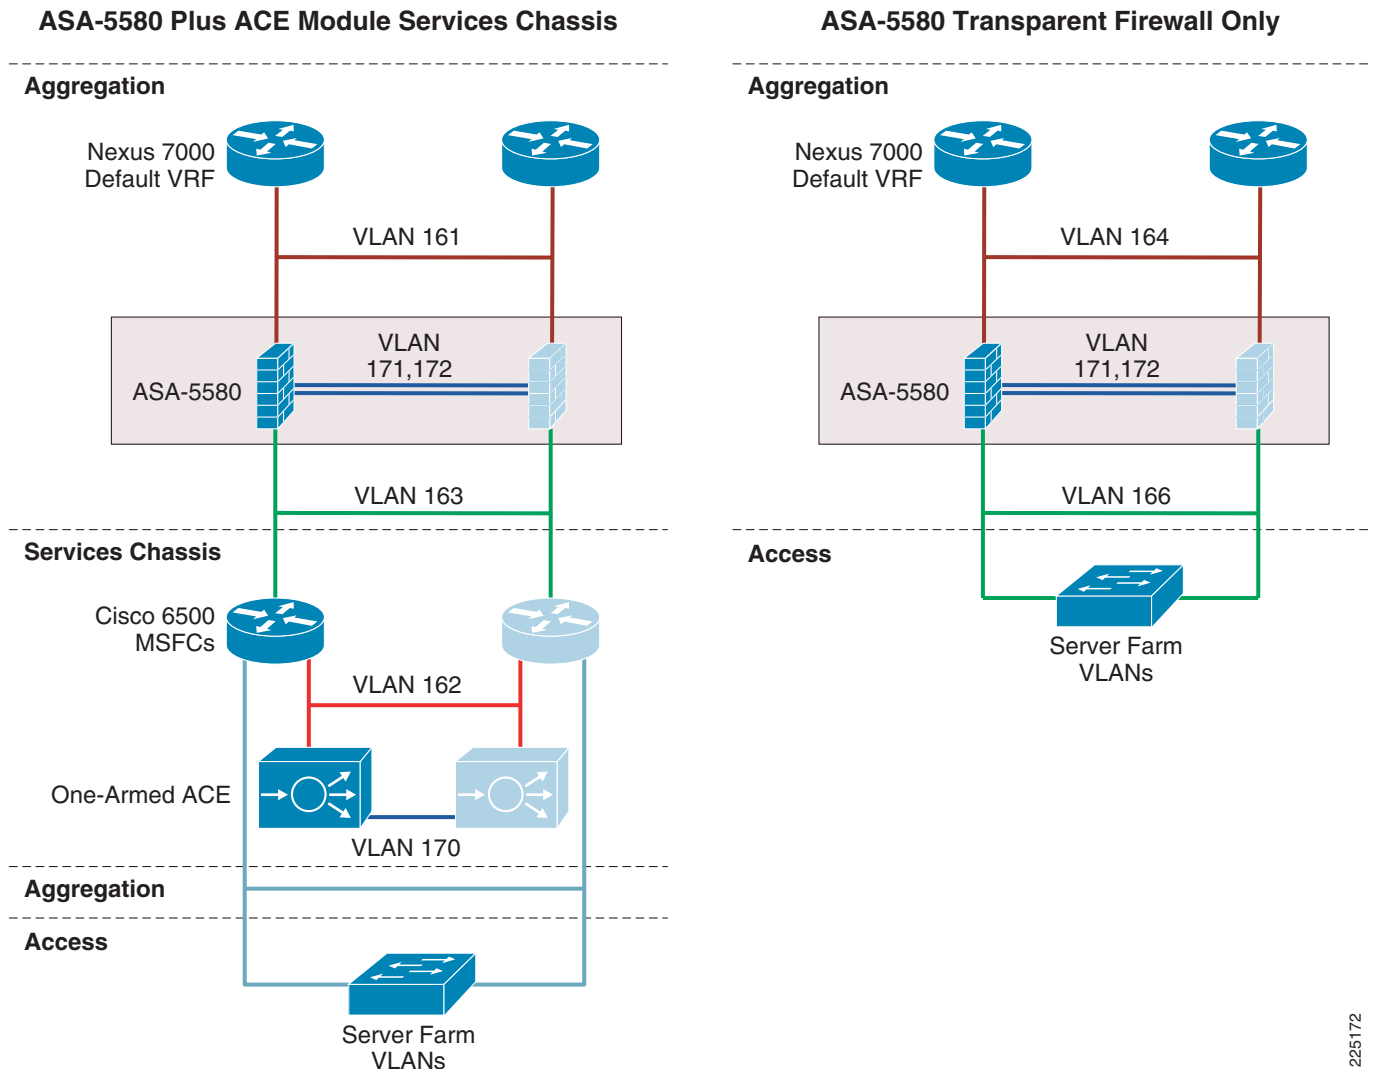 ASA-5580 Plus ACE Module Services Chassis
Aggregation
Nexus 7000
Default VRF
VLAN 161
VLAN
171,172
ASA-5580
VLAN 163
Services Chassis
Cisco 6500
MSFCs
VLAN 162
One-Armed ACE
VLAN 170
Aggregation
Access
Server Farm
VLANs
ASA-5580 Transparent Firewall Only
Aggregation
Nexus 7000
Default VRF
VLAN 164
VLAN
171,172
ASA-5580
VLAN 166
Access
Server Farm
VLANs
225172